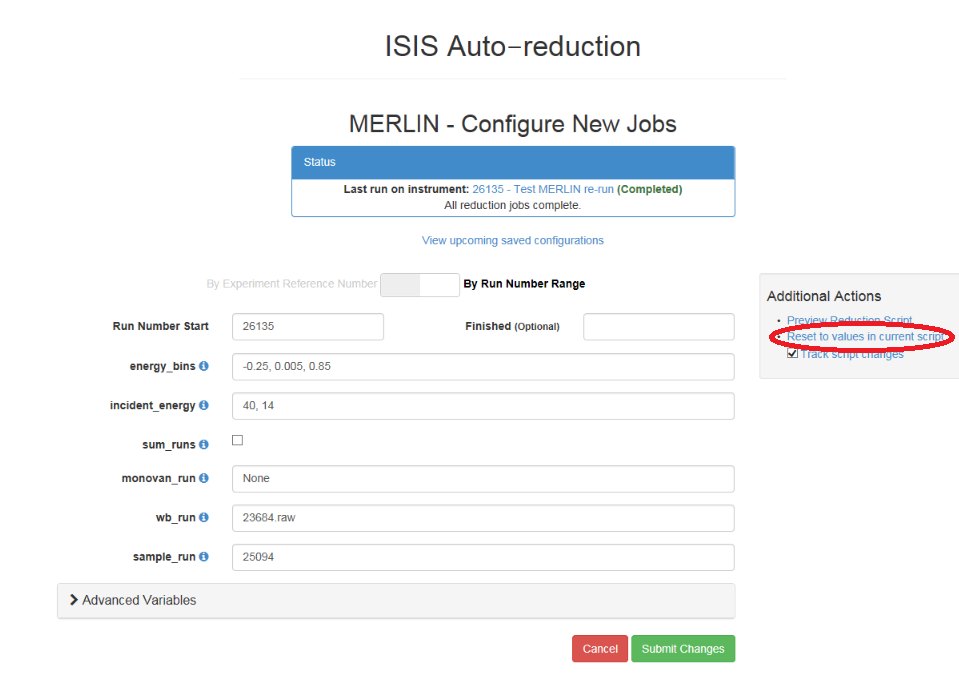 ISIS Auto-reduction
MERLIN - Configure New Jobs
Status
Last run on instrument: 26135 - Test MERLIN re-run (Completed)
All reduction jobs complete.
View upcoming saved configurations
By Experiment Reference Number By Run Number Range
Run Number Start 26135 Finished (Optional)
energy_bins -0.25, 0.005, 0.85
incident_energy 40, 14
sum_runs
monovan_run None
wb_run 23684.raw
sample_run 25094
Advanced Variables
Cancel Submit Changes
Additional Actions
Preview Reduction Script
Reset to values in current script
Track script changes